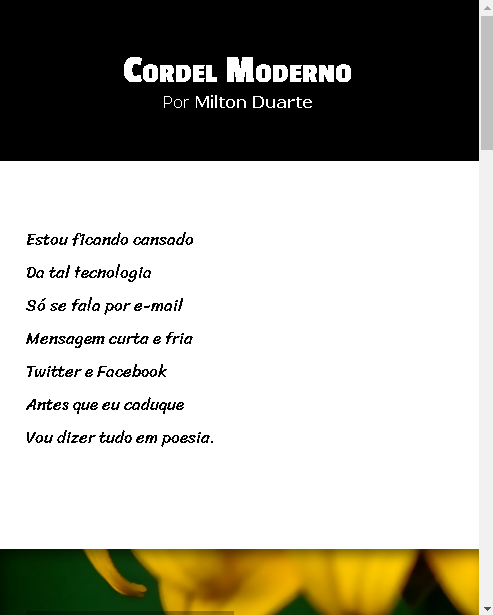 Cordel Moderno
Por Milton Duarte
Estou ficando cansado
Da tal tecnologia
Só se fala por e-mail
Mensagem curta e fria
Twitter e Facebook
Antes que eu caduque
Vou dizer tudo em poesia.